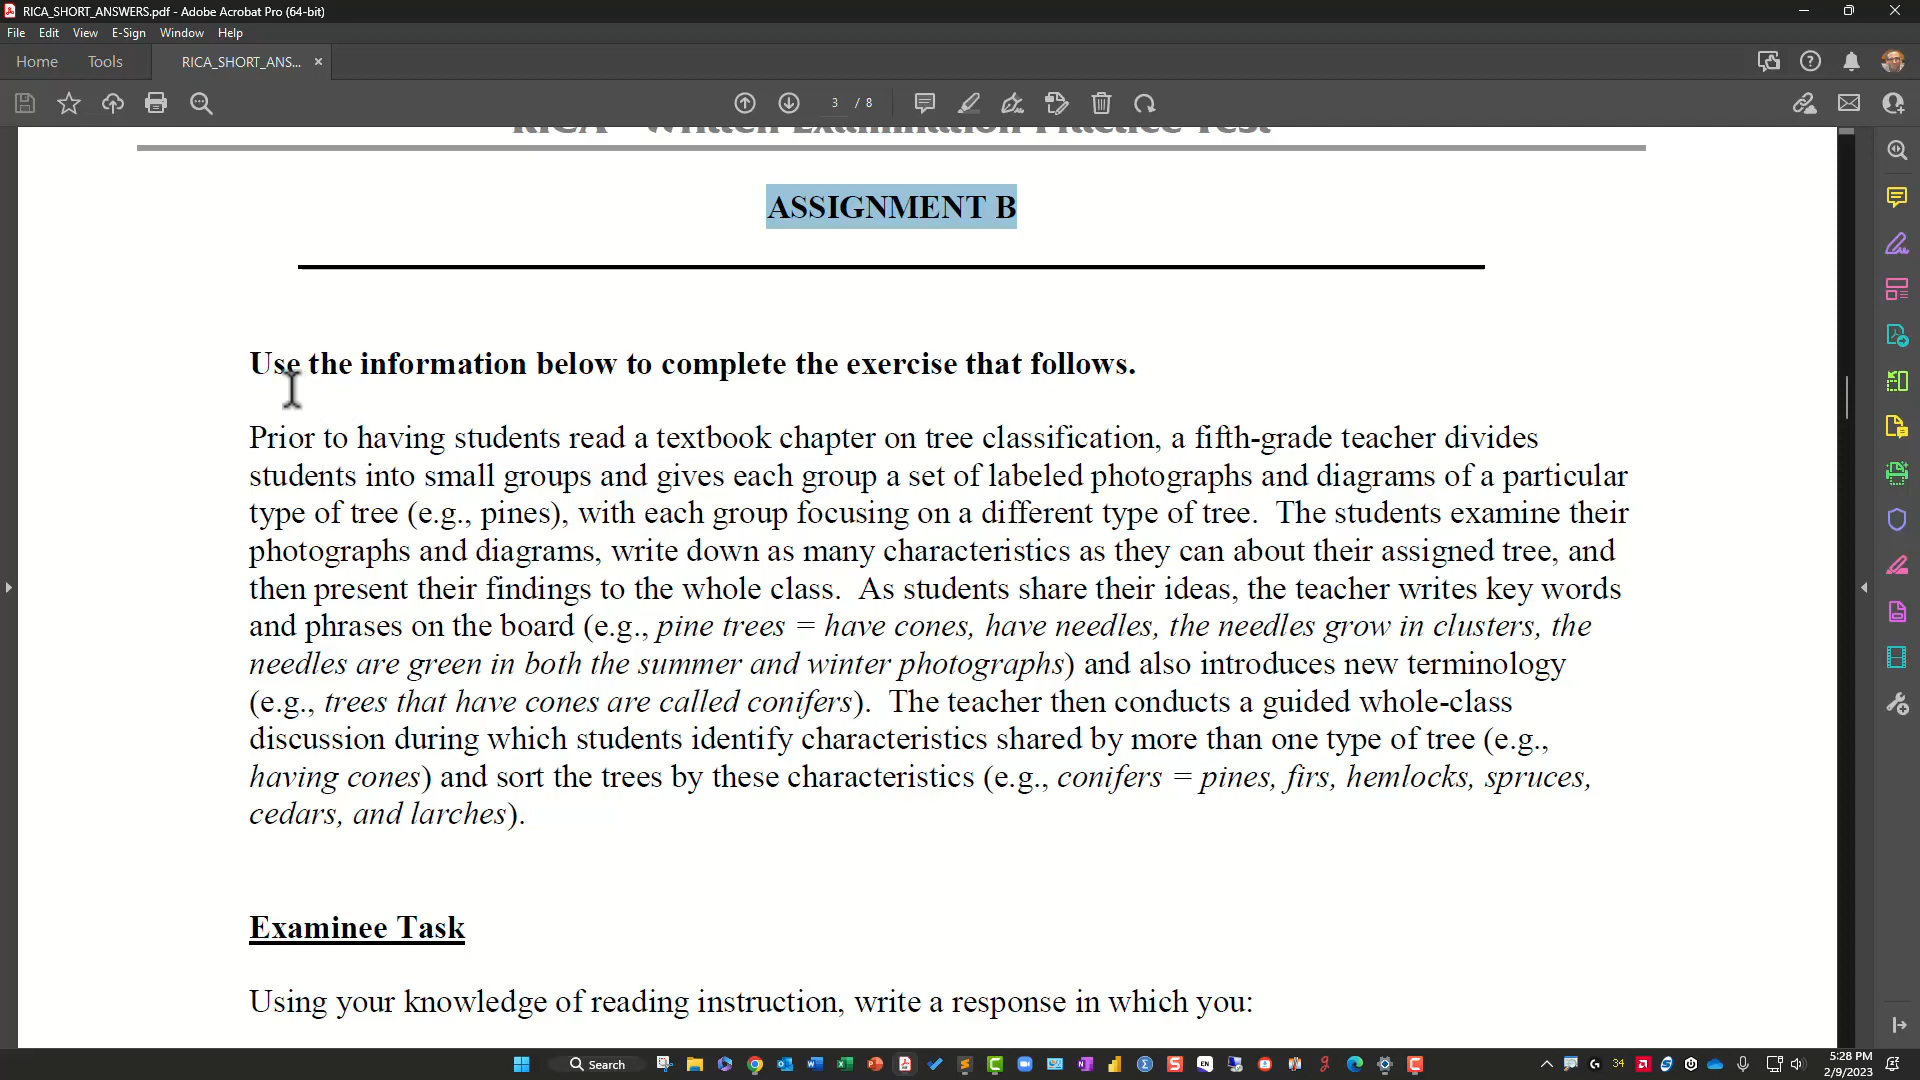 RICA_SHORT_ANSWERS.pdf - Adobe Acrobat Pro (64-bit)
File Edit View E-Sign Window Help
Home Tools RICA_SHORT_ANS... ×
3 / 8
RICA Written Examination Practice Test
ASSIGNMENT B
Use the information below to complete the exercise that follows.
Prior to having students read a textbook chapter on tree classification, a fifth-grade teacher divides
students into small groups and gives each group a set of labeled photographs and diagrams of a particular
type of tree (e.g., pines), with each group focusing on a different type of tree. The students examine their
photographs and diagrams, write down as many characteristics as they can about their assigned tree, and
then present their findings to the whole class. As students share their ideas, the teacher writes key words
and phrases on the board (e.g., pine trees = have cones, have needles, the needles grow in clusters, the
needles are green in both the summer and winter photographs) and also introduces new terminology
(e.g., trees that have cones are called conifers). The teacher then conducts a guided whole-class
discussion during which students identify characteristics shared by more than one type of tree (e.g.,
having cones) and sort the trees by these characteristics (e.g., conifers = pines, firs, hemlocks, spruces,
cedars, and larches).
Examinee Task
Using your knowledge of reading instruction, write a response in which you:
Search
34
5:28 PM
2/9/2023